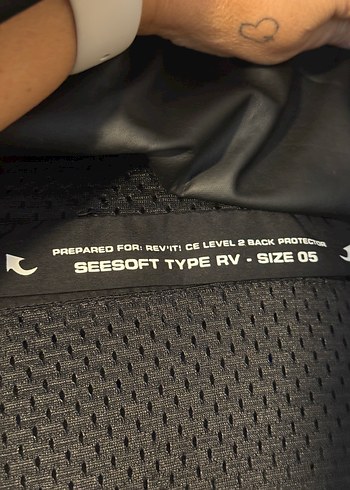 PREPARED FOR: REV'IT! CE LEVEL 2 BACK PROTECTOR
SEESOFT TYPE RV - SIZE 05